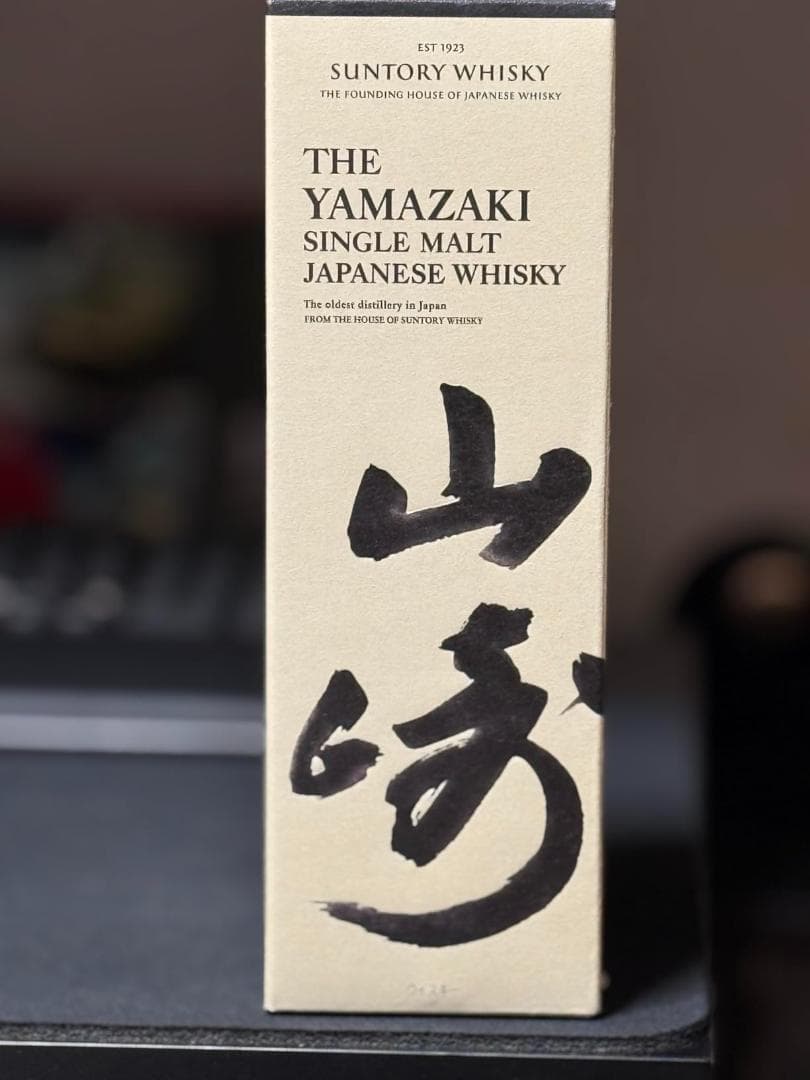 EST 1923
SUNTORY WHISKY
THE FOUNDING HOUSE OF JAPANESE WHISKY
THE
YAMAZAKI
SINGLE MALT
JAPANESE WHISKY
The oldest distillery in Japan
FROM THE HOUSE OF SUNTORY WHISKY
山
崎